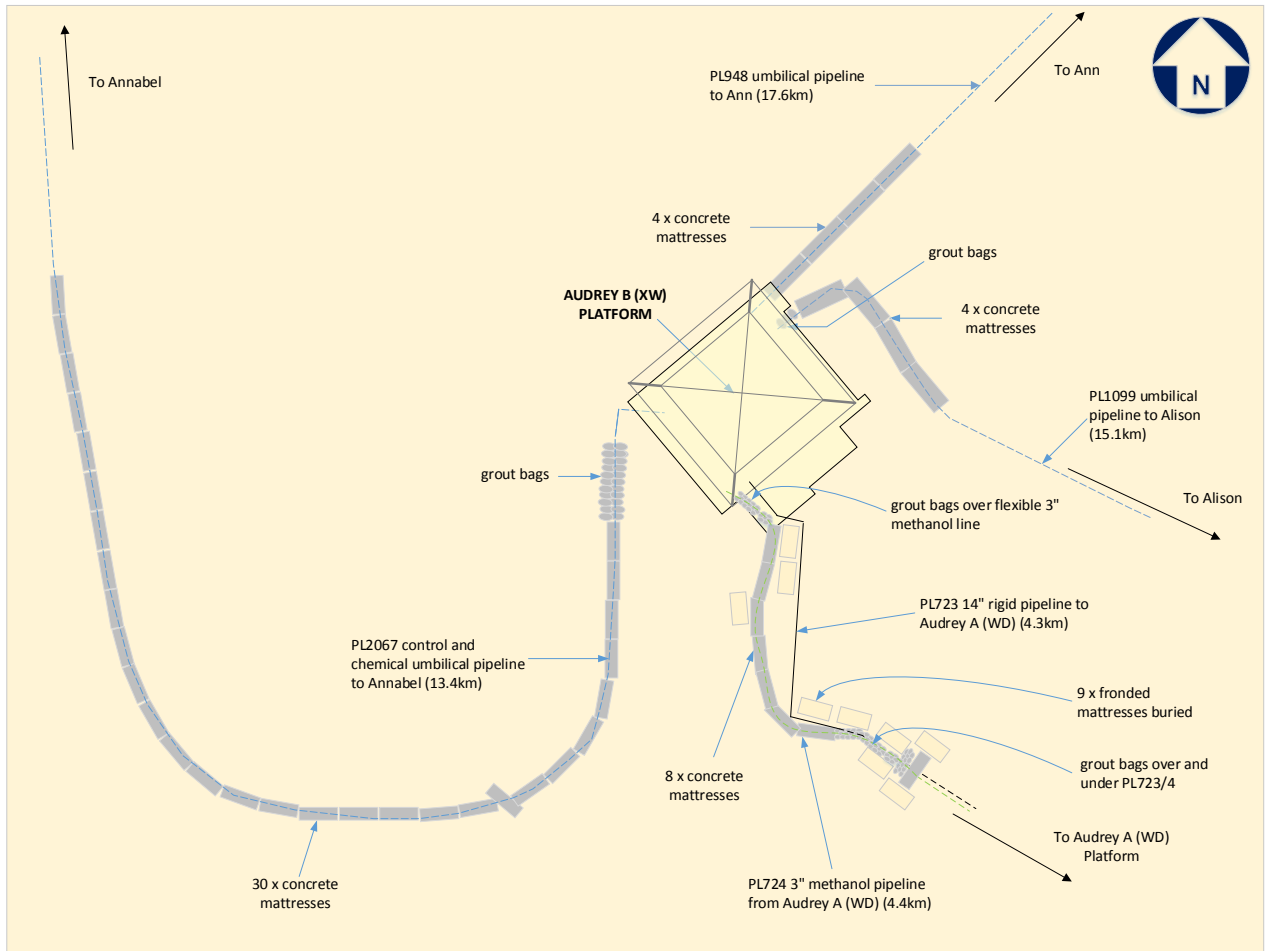 To Annabel
PL948 umbilical pipeline
to Ann (17.6km)
To Ann
N
4 x concrete
mattresses
grout bags
AUDREY B (XW)
PLATFORM
4 x concrete
mattresses
PL1099 umbilical
pipeline to Alison
(15.1km)
grout bags
To Alison
grout bags over flexible 3"
methanol line
PL723 14" rigid pipeline to
Audrey A (WD) (4.3km)
PL2067 control and
chemical umbilical pipeline
to Annabel (13.4km)
9 x fronded
mattresses buried
8 x concrete
mattresses
grout bags over and
under PL723/4
To Audrey A (WD)
Platform
30 x concrete
mattresses
PL724 3" methanol pipeline
from Audrey A (WD) (4.4km)